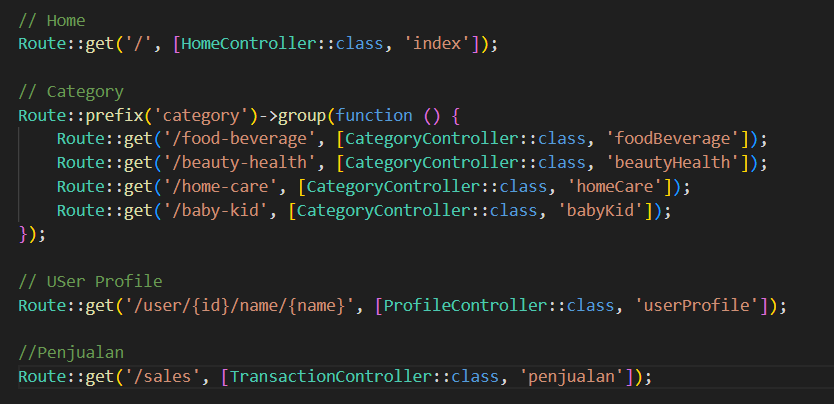 // Home
Route::get('/', [HomeController::class, 'index']);
// Category
Route::prefix('category')->group(function () {
Route::get('/food-beverage', [CategoryController::class, 'foodBeverage']);
Route::get('/beauty-health', [CategoryController::class, 'beautyHealth']);
Route::get('/home-care', [CategoryController::class, 'homeCare']);
Route::get('/baby-kid', [CategoryController::class, 'babyKid']);
});
// USer Profile
Route::get('/user/{id}/name/{name}', [ProfileController::class, 'userProfile']);
//Penjualan
Route::get('/sales', [TransactionController::class, 'penjualan']);